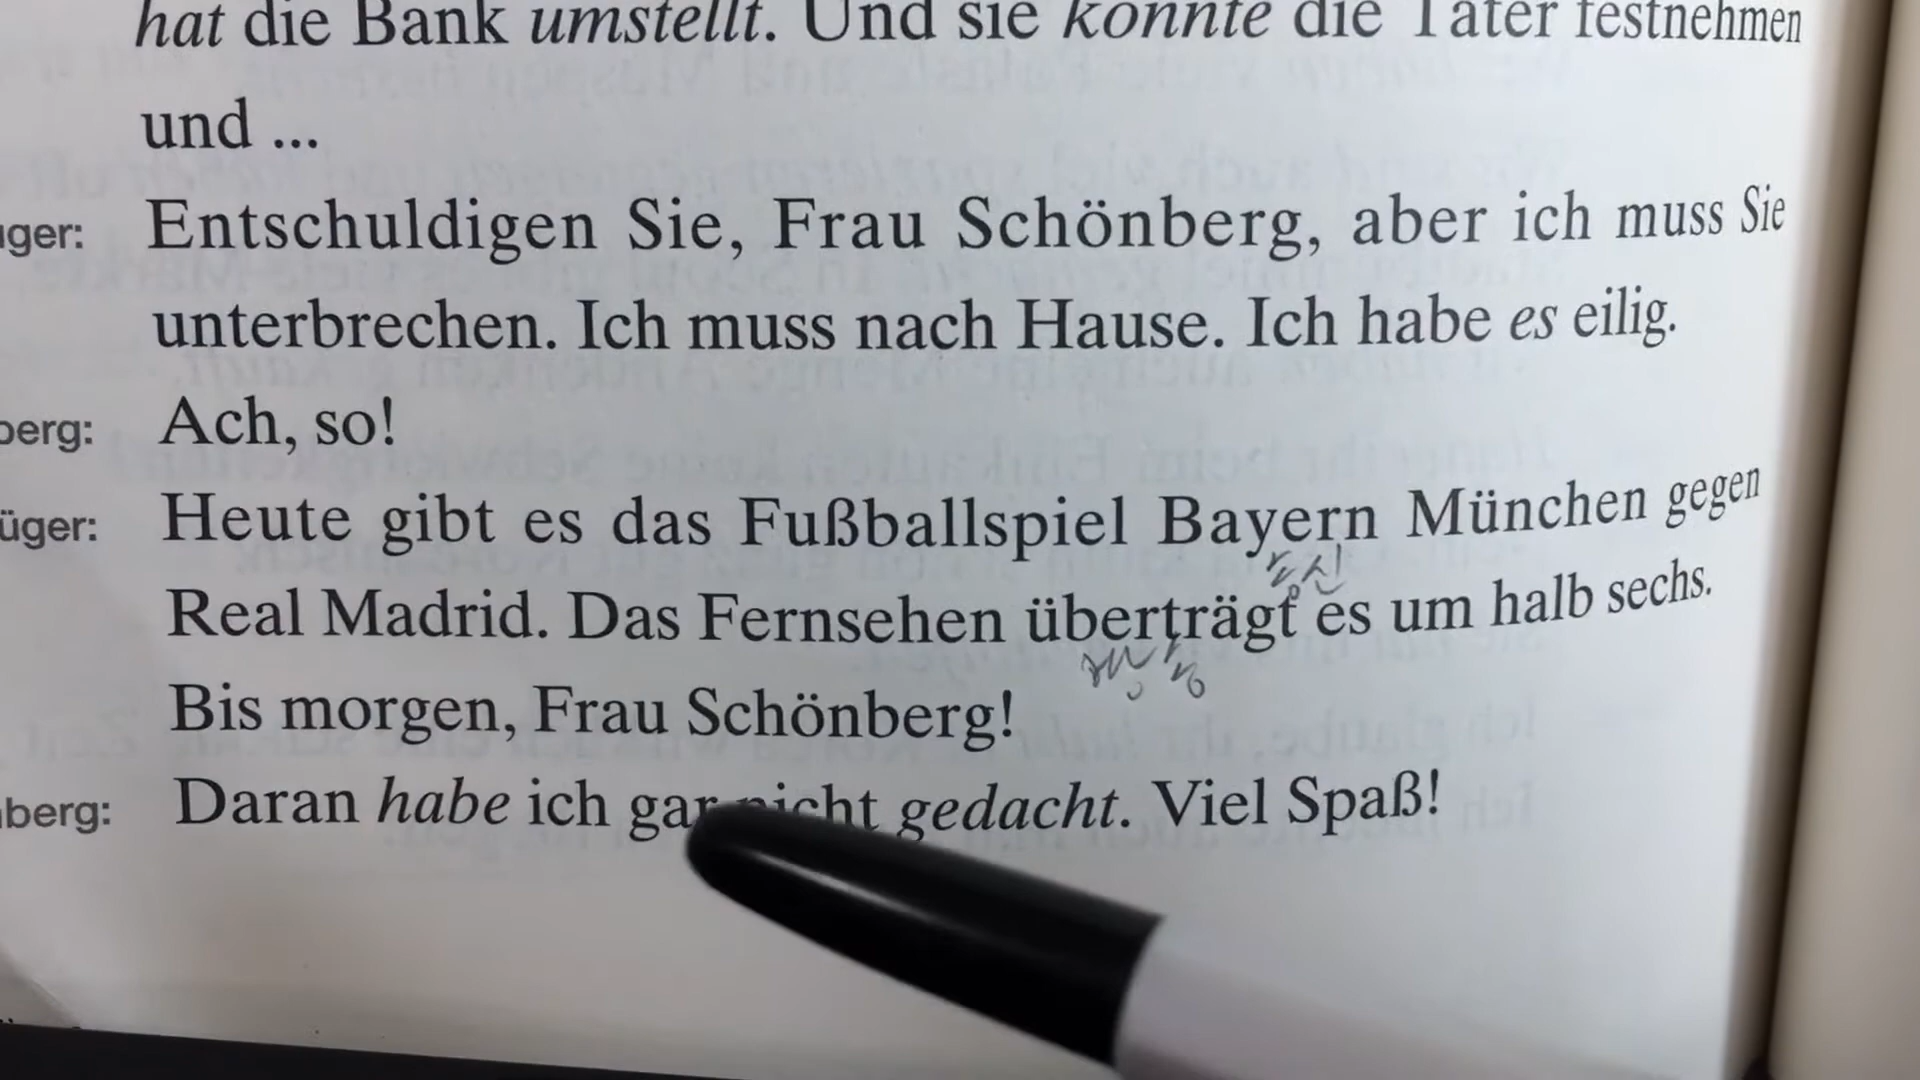 hat die Bank umstellt. Und sie konnte die Täter festnehmen
und ...
ger: Entschuldigen Sie, Frau Schönberg, aber ich muss Sie
unterbrechen. Ich muss nach Hause. Ich habe es eilig.
berg: Ach, so!
üger: Heute gibt es das Fußballspiel Bayern München gegen
Real Madrid. Das Fernsehen überträgt es um halb sechs.
Bis morgen, Frau Schönberg!
berg: Daran habe ich gar nicht gedacht. Viel Spaß!